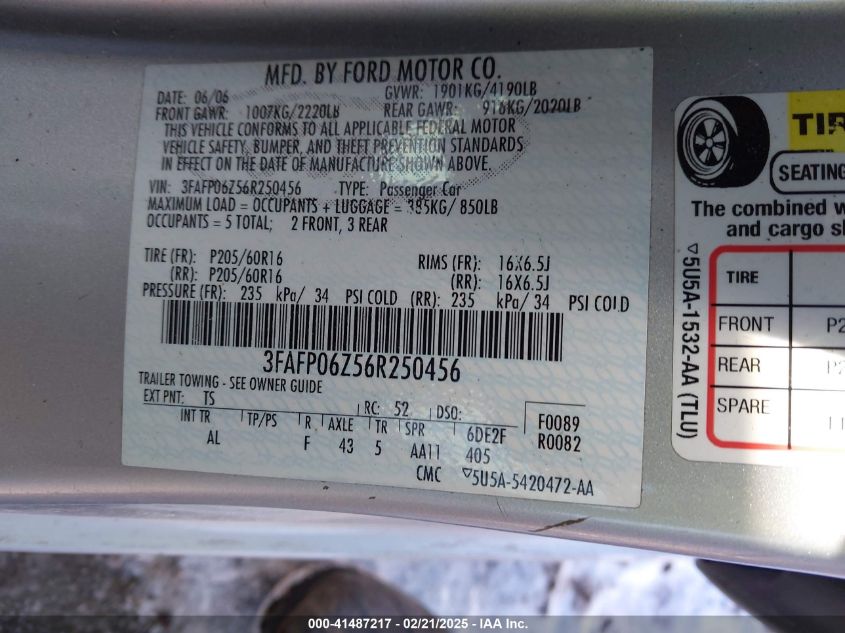 MFD. BY FORD MOTOR CO.
DATE: 06/06 GVWR: 1901KG/4190LB
FRONT GAWR: 1007KG/2220LB REAR GAWR: 916KG/2020LB
THIS VEHICLE CONFORMS TO ALL APPLICABLE FEDERAL MOTOR
VEHICLE SAFETY, BUMPER, AND THEFT PREVENTION STANDARDS
IN EFFECT ON THE DATE OF MANUFACTURE SHOWN ABOVE.
VIN: 3FAFP06Z56R250456 TYPE: Passenger Car
MAXIMUM LOAD = OCCUPANTS + LUGGAGE = 385KG/ 850LB
OCCUPANTS = 5 TOTAL; 2 FRONT, 3 REAR
TIRE (FR): P205/60R16 RIMS (FR): 16X6.5J
(RR): P205/60R16 (RR): 16X6.5J
PRESSURE (FR): 235 kPa/ 34 PSI COLD (RR): 235 kPa/ 34 PSI COLD
3FAFP06Z56R250456
TRAILER TOWING - SEE OWNER GUIDE
EXT PNT: TS RC: 52 DSO: F0089
INT TR TP/PS R AXLE TR SPR 6DE2F R0082
AL F 43 5 AA11 405
CMC 5U5A-5420472-AA
5U5A-1532-AA (TLU)
TIR
SEATING
The combined w
and cargo sh
TIRE
FRONT P2
REAR P2
SPARE
000-41487217 - 02/21/2025 - IAA Inc.